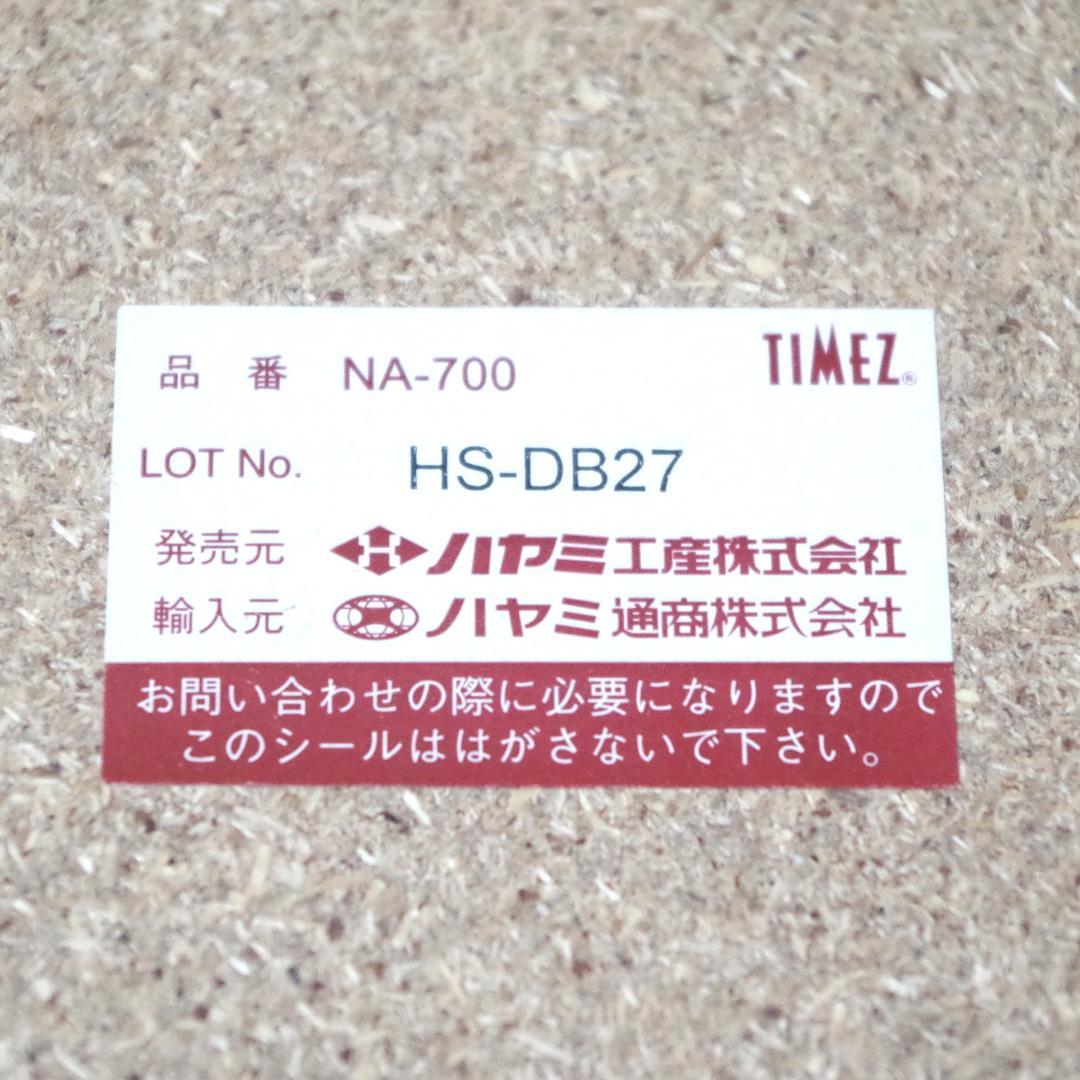 品 番 NA-700 TIMEZ®
LOT No. HS-DB27
発売元 H ハヤミ工産株式会社
輸入元 ハヤミ通商株式会社
お問い合わせの際に必要になりますので
このシールははがさないで下さい。